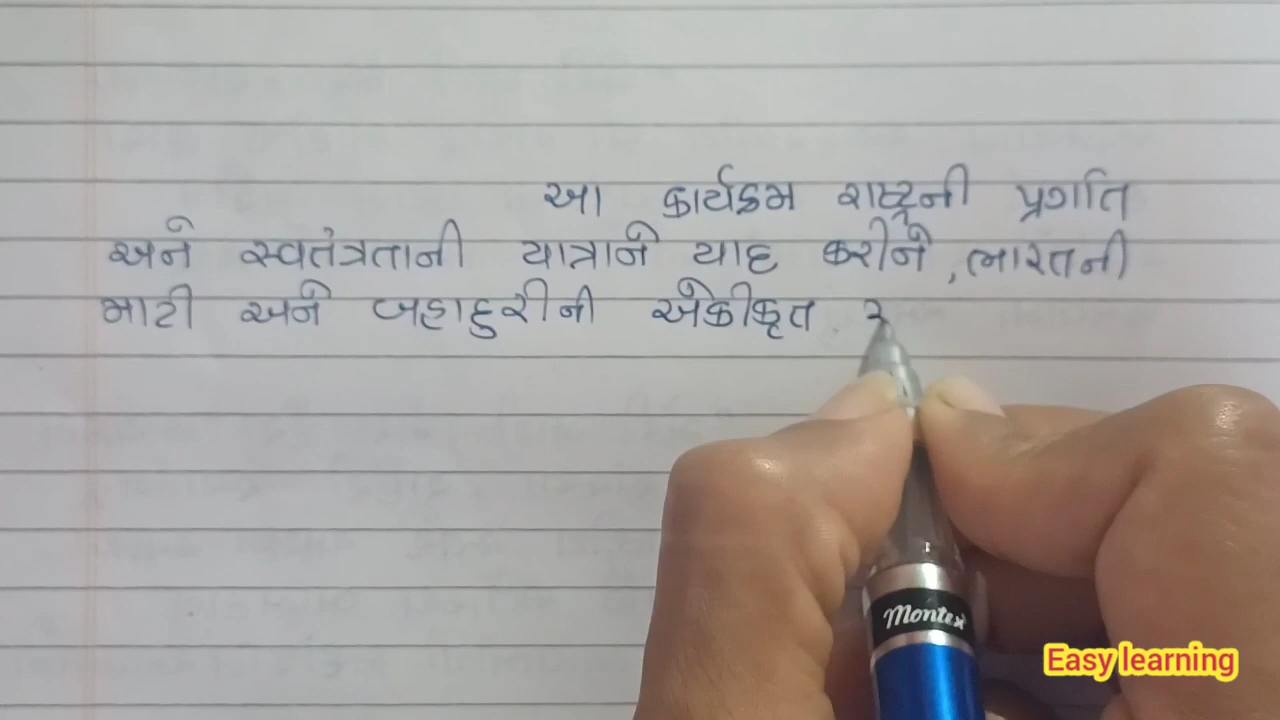 આ કાર્યક્રમ રાષ્ટ્રની પ્રગતિ
અને સ્વતંત્રતાની યાત્રાને યાદ કરીને, ભારતની
માટી અને બહાદુરીની એકીકૃત
Montex
Easy learning